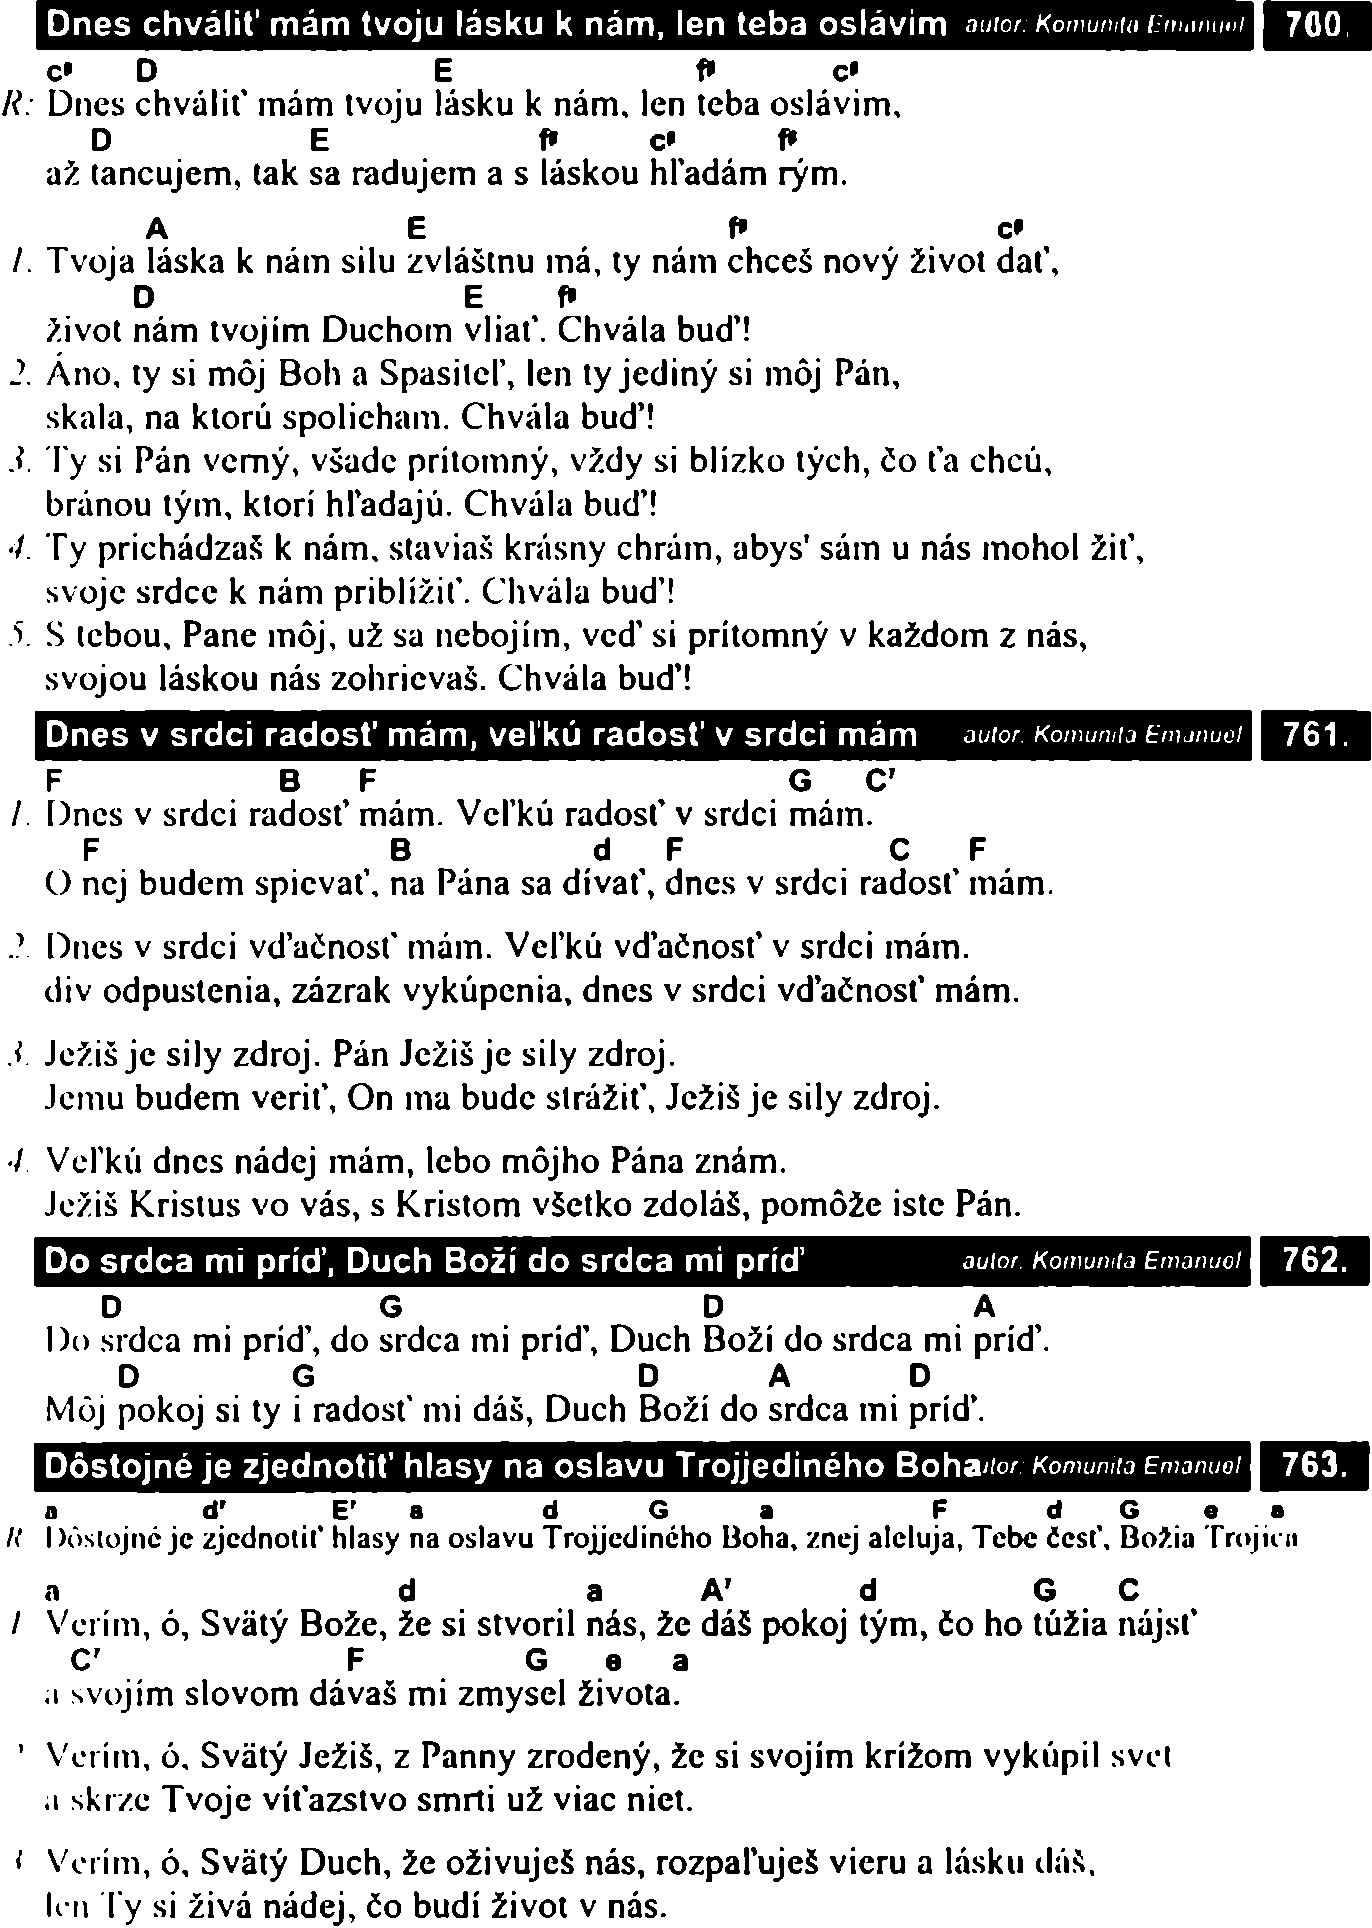 Dnes chváliť mám tvoju lásku k nám, len teba oslávim autor: Komunita Emanuel 760.
c# D E f# c#
R: Dnes chváliť mám tvoju lásku k nám, len teba oslávim,
D E f# c# f#
až tancujem, tak sa radujem a s láskou hľadám rým.
A E f# c#
1. Tvoja láska k nám silu zvláštnu má, ty nám chceš nový život dať,
D E f#
život nám tvojím Duchom vliať. Chvála buď!
2. Áno, ty si môj Boh a Spasiteľ, len ty jediný si môj Pán,
skala, na ktorú spolieham. Chvála buď!
3. Ty si Pán verný, všade prítomný, vždy si blízko tých, čo ťa chcú,
bránou tým, ktorí hľadajú. Chvála buď!
4. Ty prichádzaš k nám, staviaš krásny chrám, abys' sám u nás mohol žiť,
svoje srdce k nám priblížiť. Chvála buď!
5. S tebou, Pane môj, už sa nebojím, veď si prítomný v každom z nás,
svojou láskou nás zohrievaš. Chvála buď!
Dnes v srdci radosť mám, veľkú radosť v srdci mám autor: Komunita Emanuel 761.
F B F G C7
1. Dnes v srdci radosť mám. Veľkú radosť v srdci mám.
F B d F C F
O nej budem spievať, na Pána sa dívať, dnes v srdci radosť mám.
2. Dnes v srdci vďačnosť mám. Veľkú vďačnosť v srdci mám.
div odpustenia, zázrak vykúpenia, dnes v srdci vďačnosť mám.
3. Ježiš je sily zdroj. Pán Ježiš je sily zdroj.
Jemu budem veriť, On ma bude strážiť, Ježiš je sily zdroj.
4. Veľkú dnes nádej mám, lebo môjho Pána znám.
Ježiš Kristus vo vás, s Kristom všetko zdoláš, pomôže iste Pán.
Do srdca mi príď, Duch Boží do srdca mi príď autor: Komunita Emanuel 762.
D G D A
Do srdca mi príď, do srdca mi príď, Duch Boží do srdca mi príď.
D G D A D
Môj pokoj si ty i radosť mi dáš, Duch Boží do srdca mi príď.
Dôstojné je zjednotiť hlasy na oslavu Trojjediného Boha autor: Komunita Emanuel 763.
a d7 E7 a d G a F d G e a
R Dôstojné je zjednotiť hlasy na oslavu Trojjediného Boha, znej aleluja, Tebe česť, Božia Trojica
a d a A7 d G C
1 Verím, ó, Svätý Bože, že si stvoril nás, že dáš pokoj tým, čo ho túžia nájsť
C7 F G e a
a svojím slovom dávaš mi zmysel života.
2 Verím, ó, Svätý Ježiš, z Panny zrodený, že si svojím krížom vykúpil svet
a skrze Tvoje víťazstvo smrti už viac niet.
3 Verím, ó, Svätý Duch, že oživuješ nás, rozpaľuješ vieru a lásku dáš,
len Ty si živá nádej, čo budí život v nás.